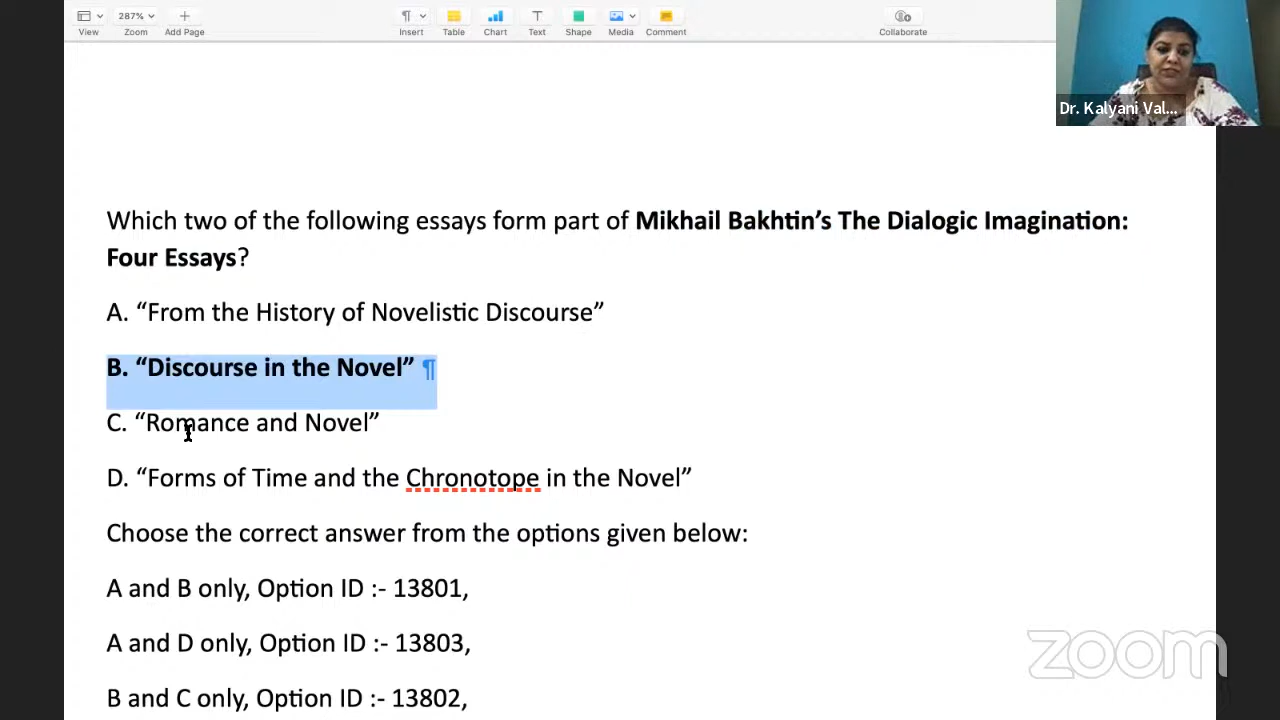 View
287%
Zoom
Add Page
Insert
Table
Chart
Text
Shape
Media
Comment
Collaborate
Dr. Kalyani Val...
Which two of the following essays form part of Mikhail Bakhtin’s The Dialogic Imagination:
Four Essays?
A. “From the History of Novelistic Discourse”
B. “Discourse in the Novel” ¶
C. “Romance and Novel”
D. “Forms of Time and the Chronotope in the Novel”
Choose the correct answer from the options given below:
A and B only, Option ID :- 13801,
A and D only, Option ID :- 13803,
B and C only, Option ID :- 13802,
zoom